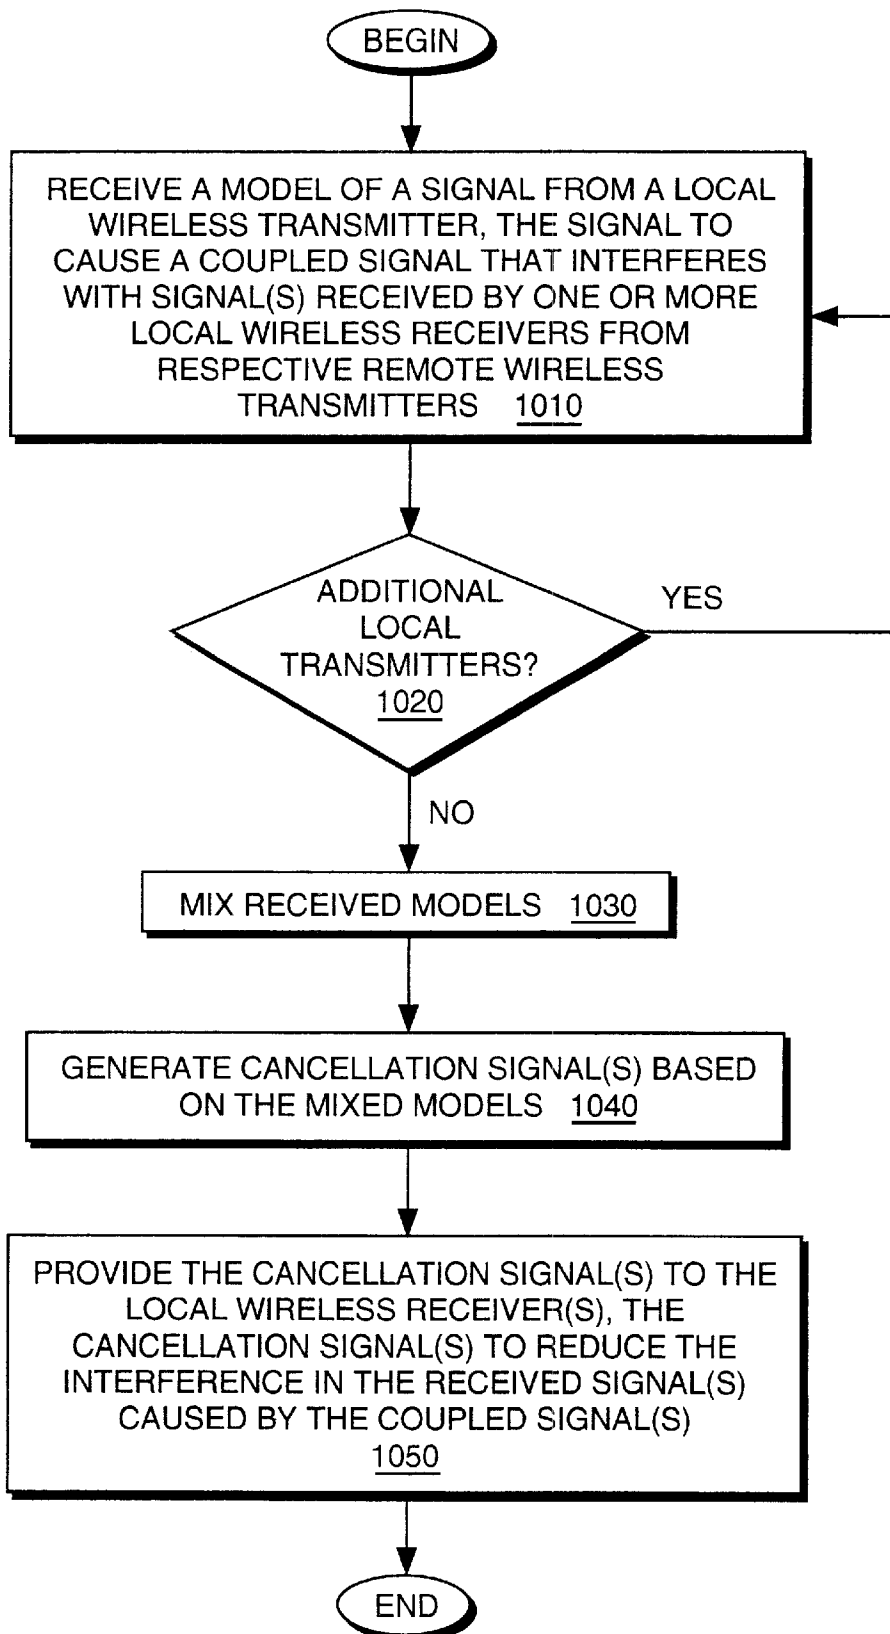 BEGIN
RECEIVE A MODEL OF A SIGNAL FROM A LOCAL
WIRELESS TRANSMITTER, THE SIGNAL TO
CAUSE A COUPLED SIGNAL THAT INTERFERES
WITH SIGNAL(S) RECEIVED BY ONE OR MORE
LOCAL WIRELESS RECEIVERS FROM
RESPECTIVE REMOTE WIRELESS
TRANSMITTERS 1010
ADDITIONAL
LOCAL
TRANSMITTERS?
1020
YES
NO
MIX RECEIVED MODELS 1030
GENERATE CANCELLATION SIGNAL(S) BASED
ON THE MIXED MODELS 1040
PROVIDE THE CANCELLATION SIGNAL(S) TO THE
LOCAL WIRELESS RECEIVER(S), THE
CANCELLATION SIGNAL(S) TO REDUCE THE
INTERFERENCE IN THE RECEIVED SIGNAL(S)
CAUSED BY THE COUPLED SIGNAL(S)
1050
END